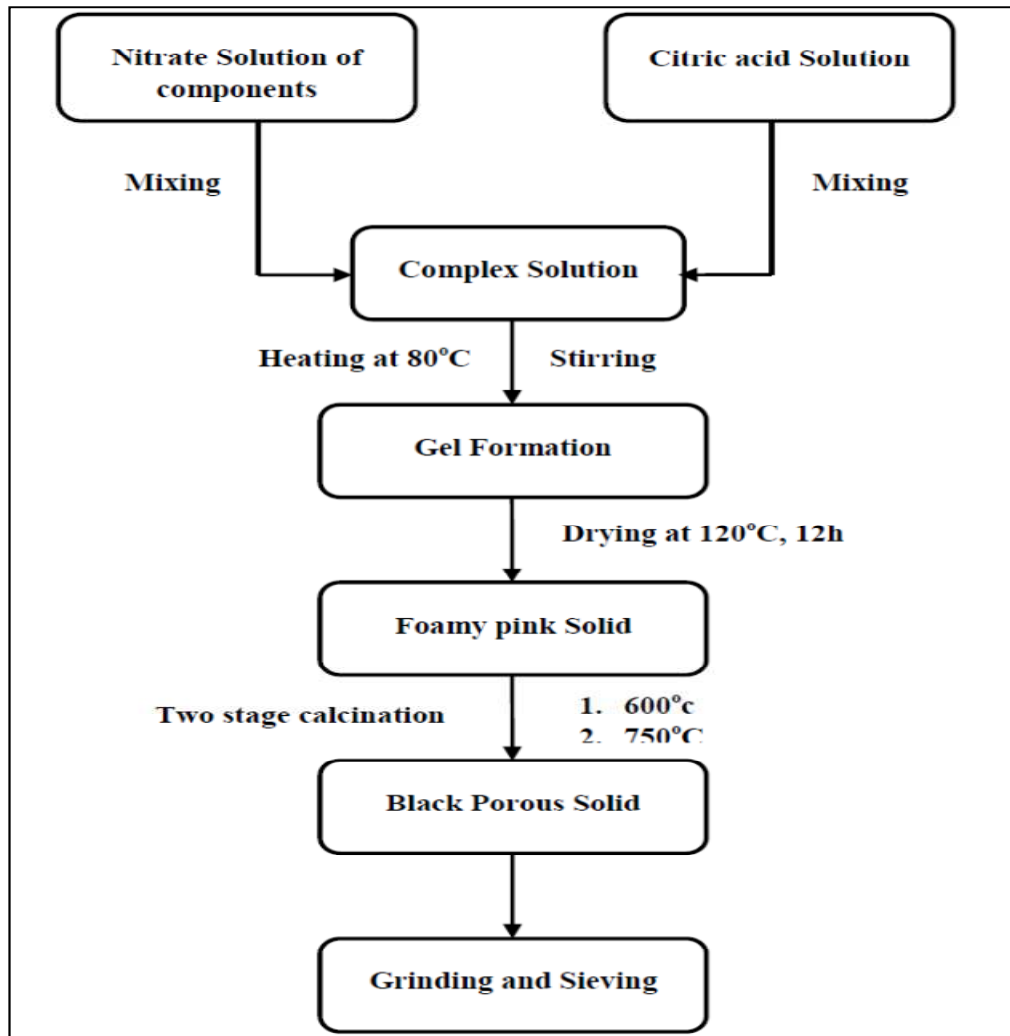 Nitrate Solution of
components
Citric acid Solution
Mixing
Mixing
Complex Solution
Heating at 80°C
Stirring
Gel Formation
Drying at 120°C, 12h
Foamy pink Solid
Two stage calcination
1. 600°c
2. 750°C
Black Porous Solid
Grinding and Sieving